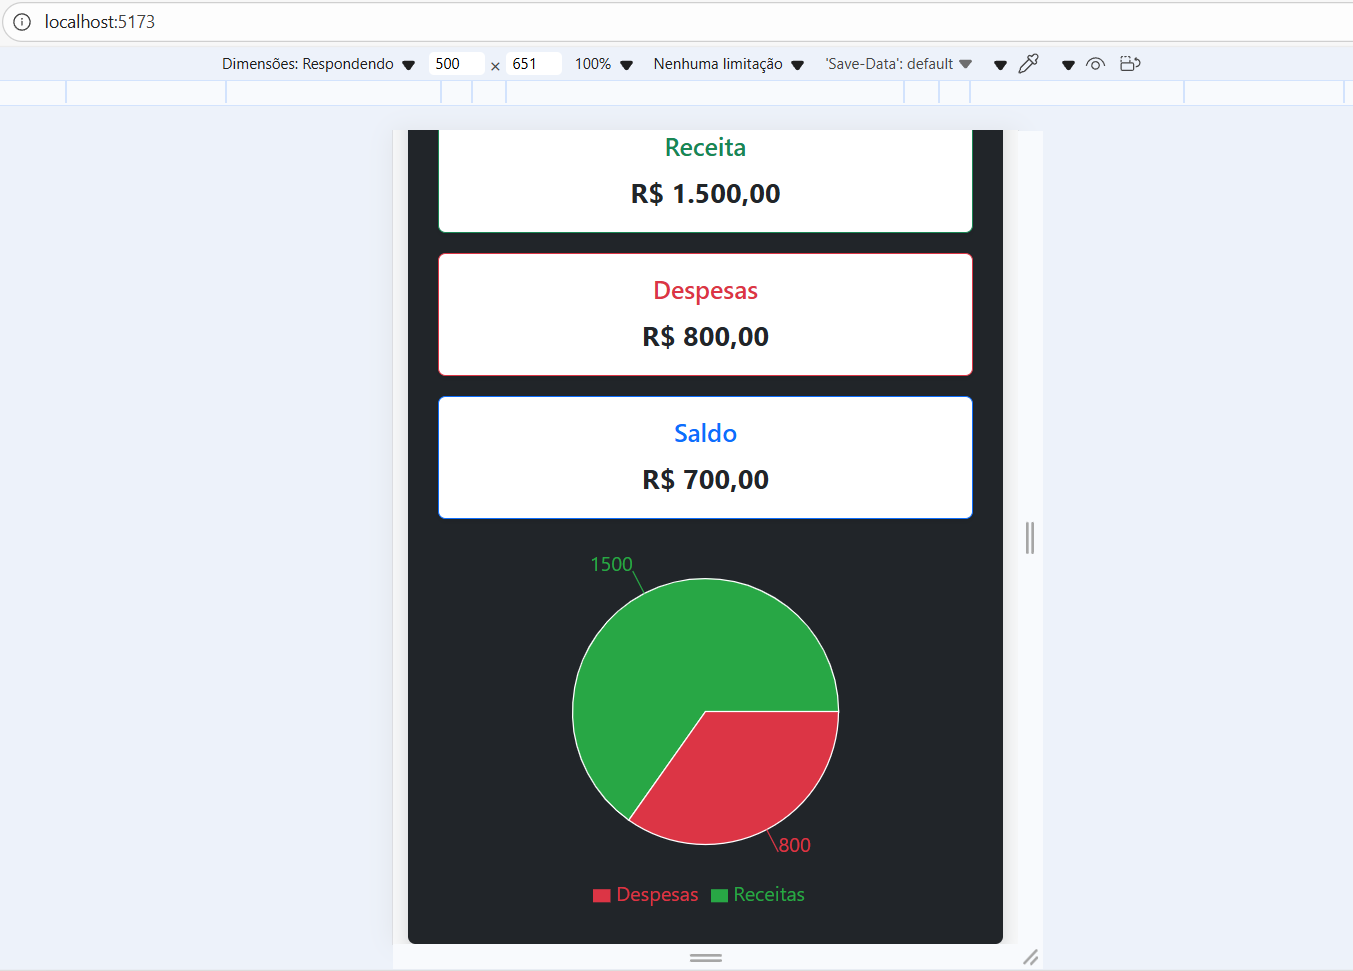 localhost:5173
Dimensões: Respondendo 500 × 651 100% Nenhuma limitação 'Save-Data': default
Receita
R$ 1.500,00
Despesas
R$ 800,00
Saldo
R$ 700,00
1500
800
Despesas Receitas